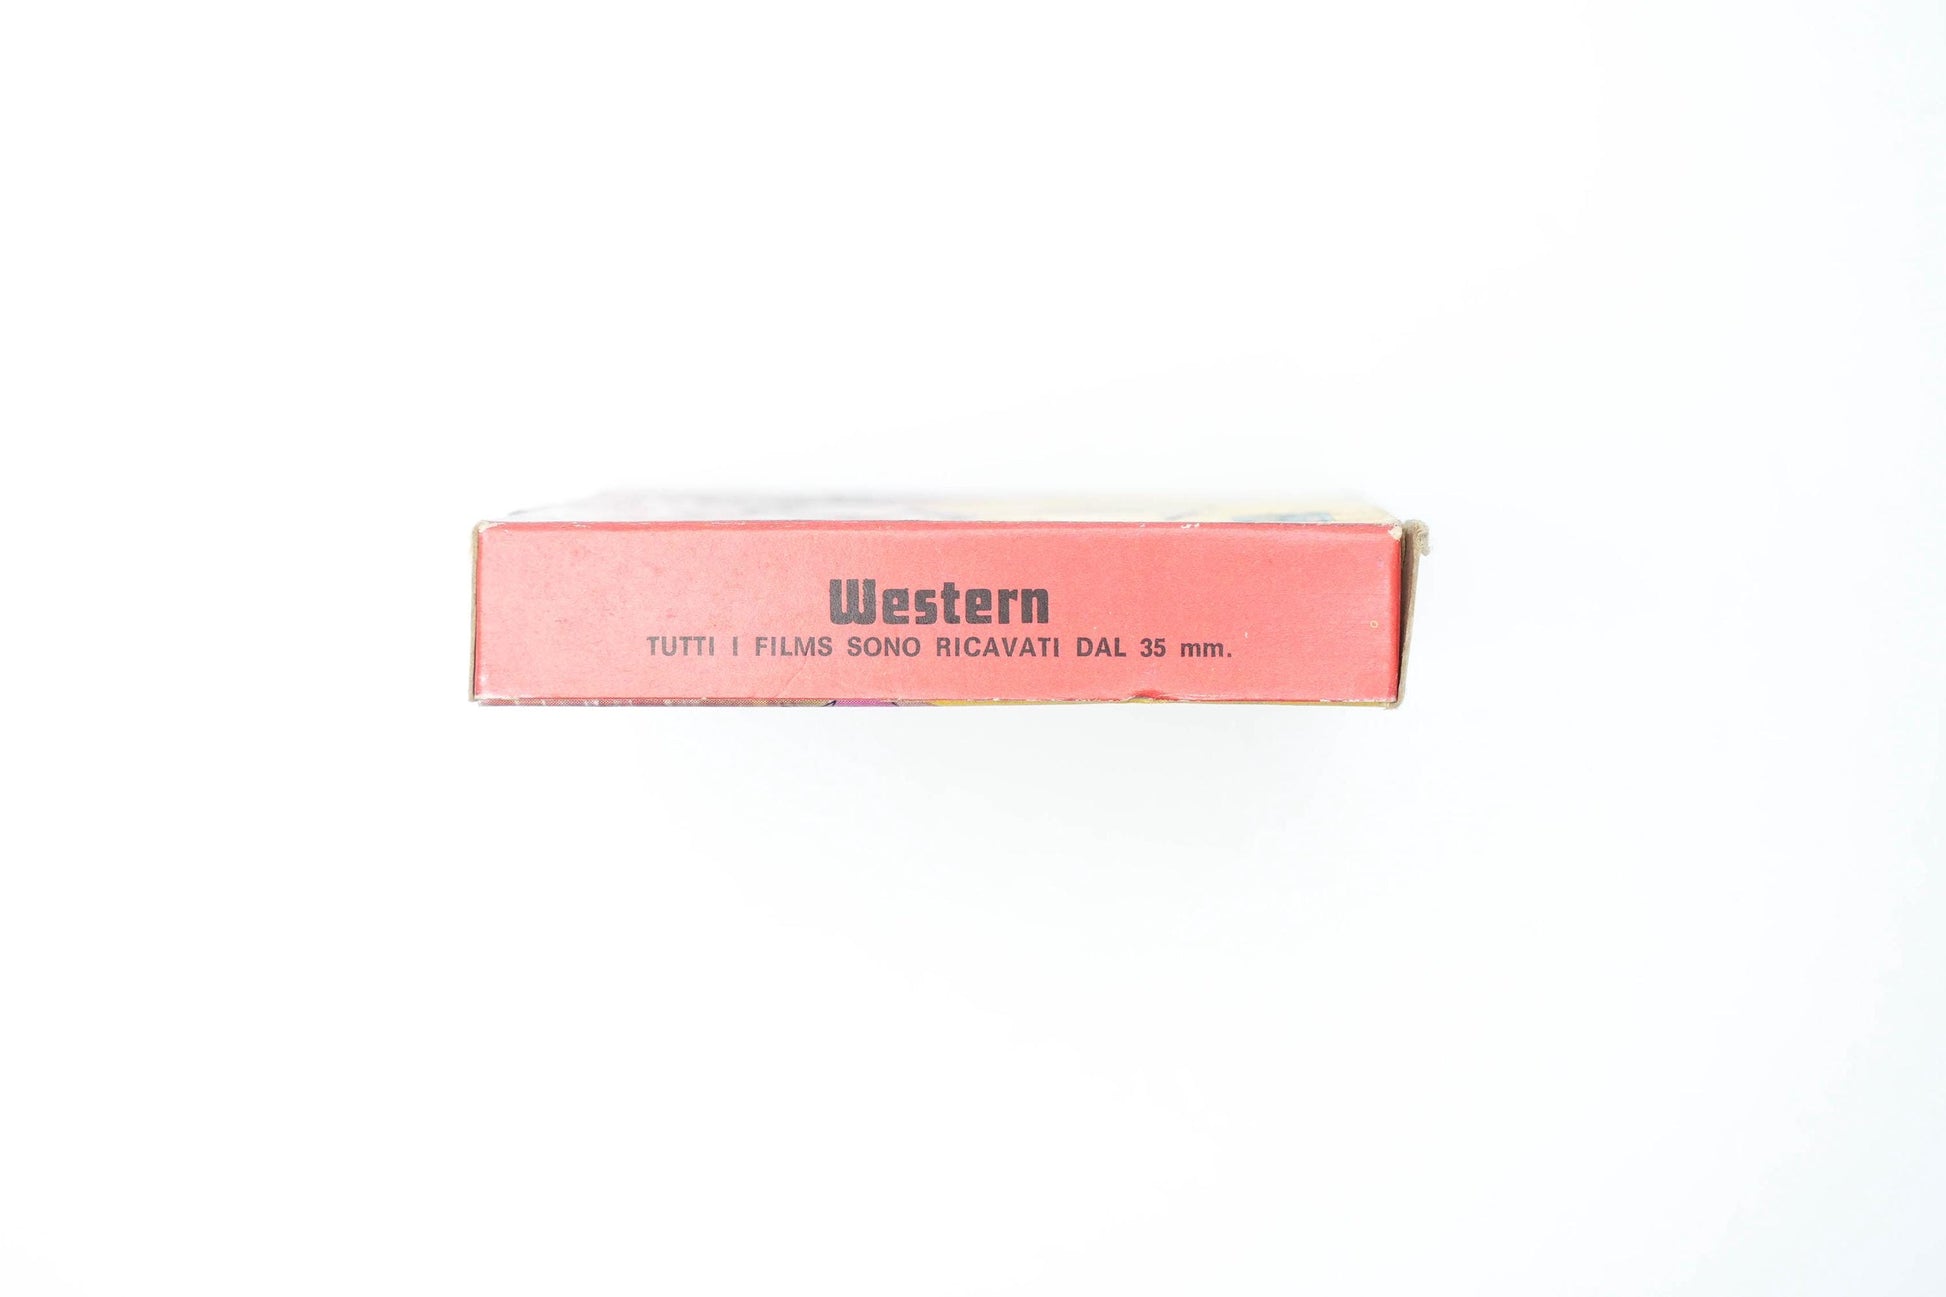 Western
TUTTI I FILMS SONO RICAVATI DAL 35 mm.